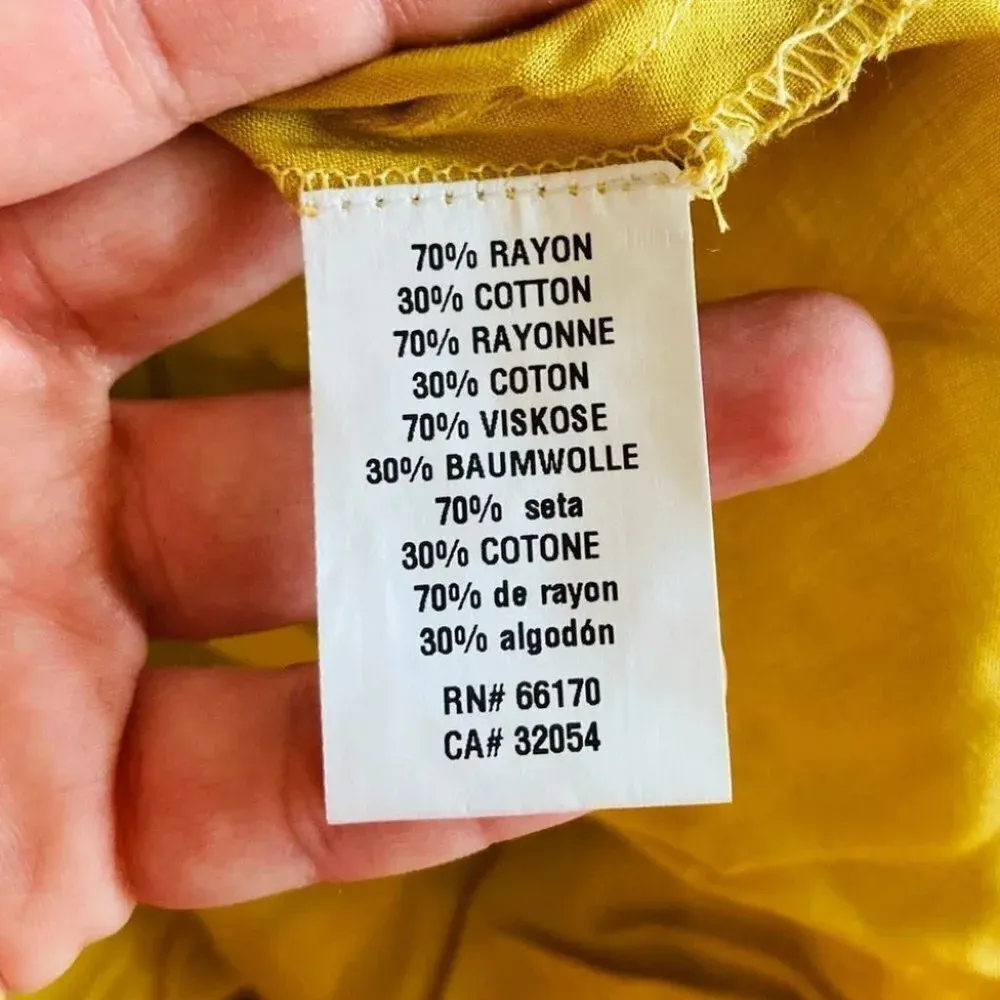 70% RAYON
30% COTTON
70% RAYONNE
30% COTON
70% VISKOSE
30% BAUMWOLLE
70% seta
30% COTONE
70% de rayon
30% algodón
RN# 66170
CA# 32054